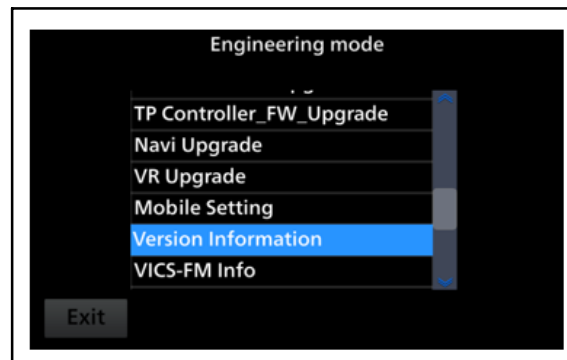 Engineering mode
TP Controller_FW_Upgrade
Navi Upgrade
VR Upgrade
Mobile Setting
Version Information
VICS-FM Info
Exit